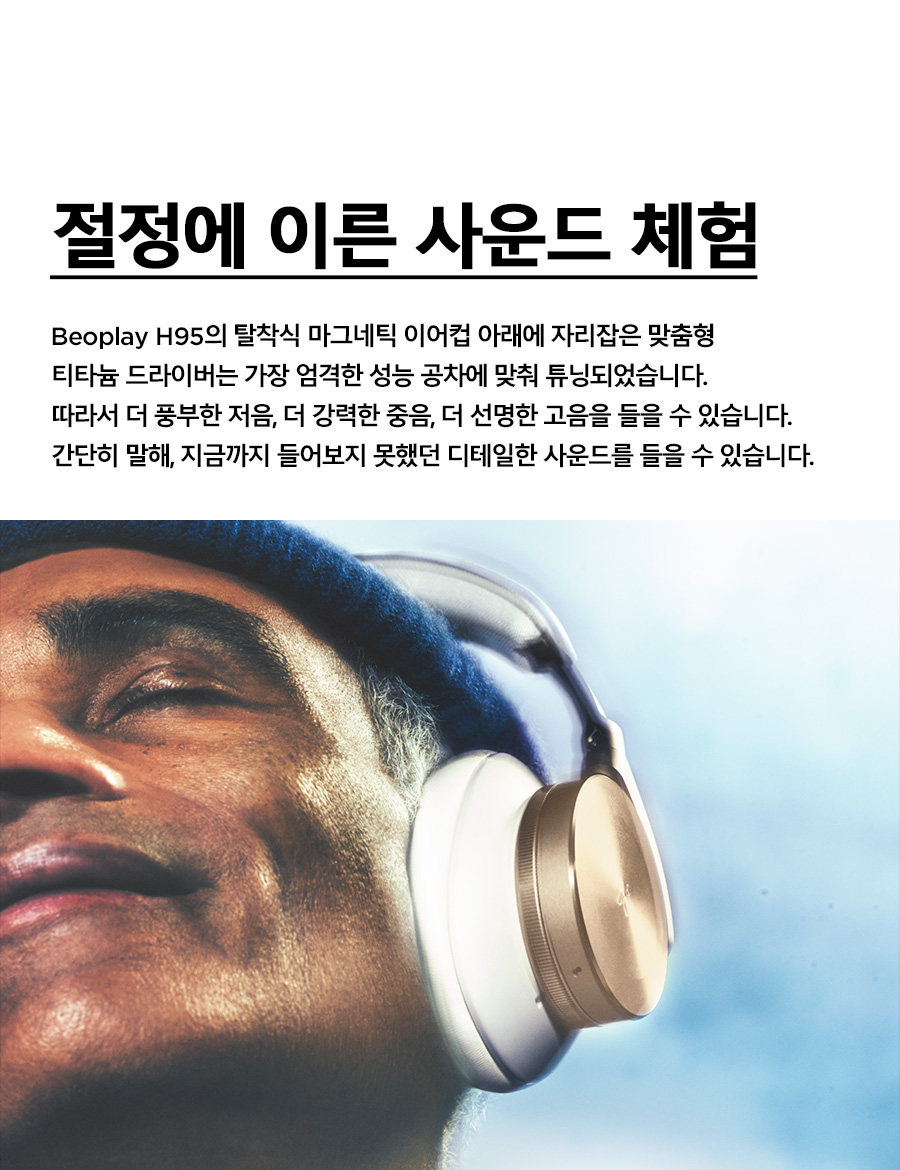 절정에 이른 사운드 체험
Beoplay H95의 탈착식 마그네틱 이어컵 아래에 자리잡은 맞춤형
티타늄 드라이버는 가장 엄격한 성능 공차에 맞춰 튜닝되었습니다.
따라서 더 풍부한 저음, 더 강력한 중음, 더 선명한 고음을 들을 수 있습니다.
간단히 말해, 지금까지 들어보지 못했던 디테일한 사운드를 들을 수 있습니다.